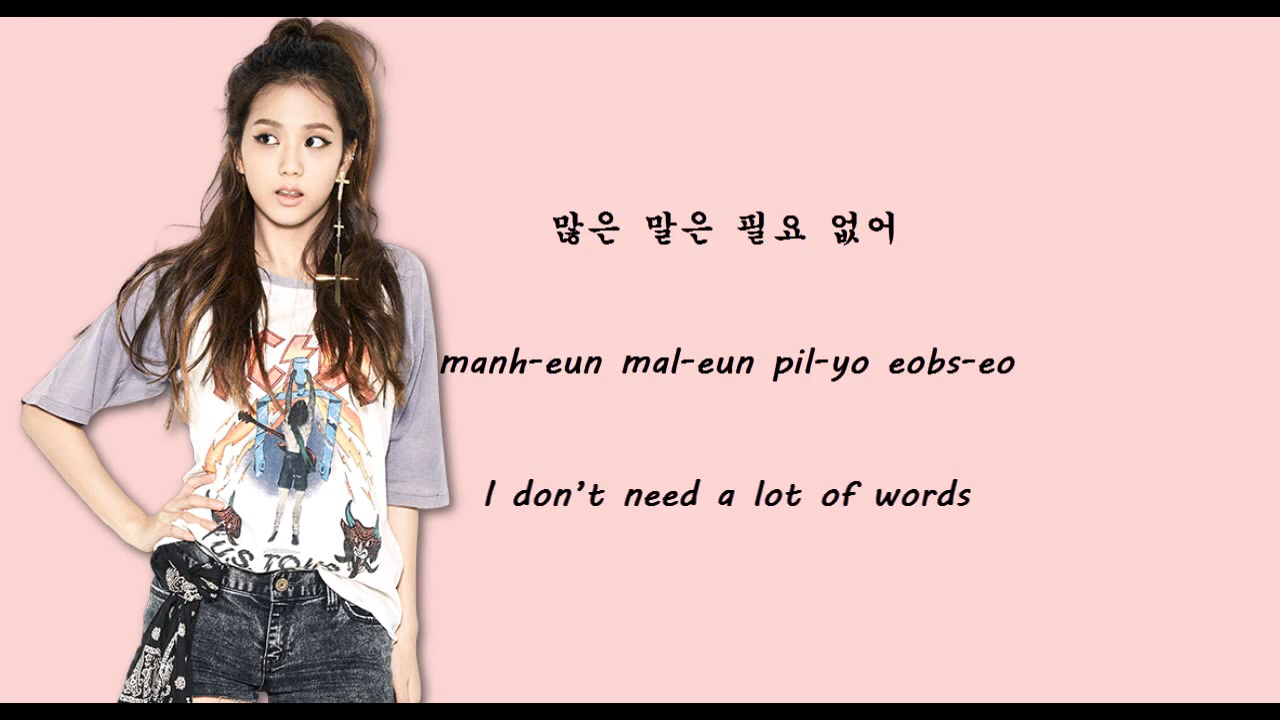 많은 말은 필요 없어
manh-eun mal-eun pil-yo eobs-eo
I don't need a lot of words
U.S TOUR